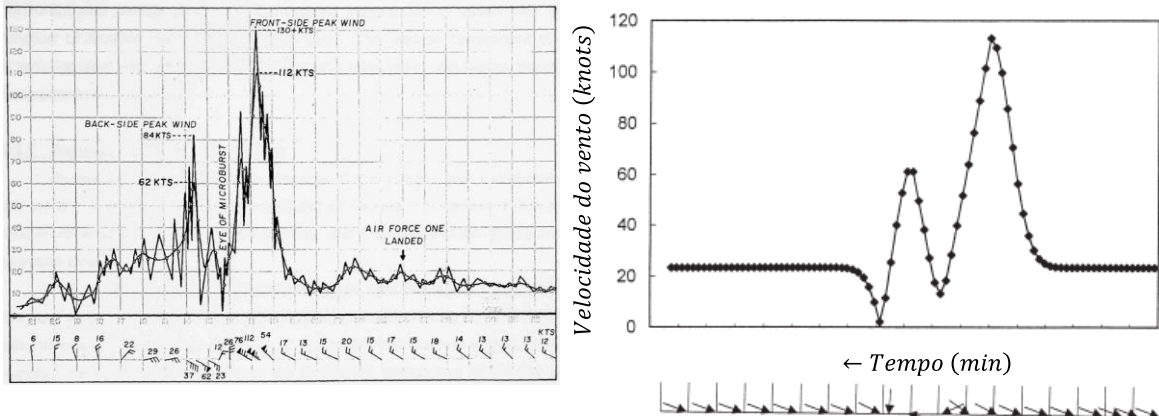 FRONT-SIDE PEAK WIND
130+KTS
112 KTS
BACK-SIDE PEAK WIND
84KTS
62 KTS
EYE OF MICROBURST
AIR FORCE ONE
LANDED
KTS
6 15 8 16 22 29 26 12 26 76 112 54 17 13 15 20 15 17 15 18 14 13 13 13 12
37 62 23
Velocidade do vento (knots)
120
100
80
60
40
20
0
← Tempo (min)